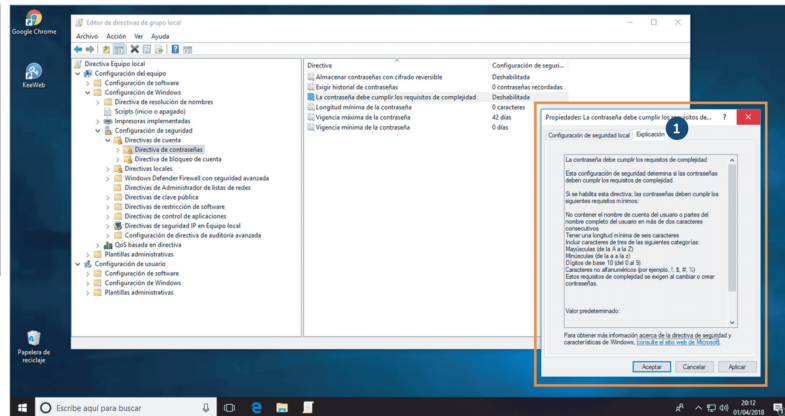 Google Chrome
KeeWeb
Papelera de
reciclaje
Editor de directivas de grupo local
Archivo Acción Ver Ayuda
Directiva Equipo local
Configuración del equipo
Configuración de software
Configuración de Windows
Directiva de resolución de nombres
Scripts (inicio o apagado)
Impresoras implementadas
Configuración de seguridad
Directivas de cuenta
Directiva de contraseñas
Directiva de bloqueo de cuenta
Directivas locales
Windows Defender Firewall con seguridad avanzada
Directivas de Administrador de listas de redes
Directivas de clave pública
Directivas de restricción de software
Directivas de control de aplicaciones
Directivas de seguridad IP en Equipo local
Configuración de directiva de auditoría avanzada
QoS basada en directiva
Plantillas administrativas
Configuración de usuario
Configuración de software
Configuración de Windows
Plantillas administrativas
Directiva Configuración de seguri...
Almacenar contraseñas con cifrado reversible Deshabilitada
Exigir historial de contraseñas 0 contraseñas recordadas
La contraseña debe cumplir los requisitos de complejidad Deshabilitada
Longitud mínima de la contraseña 0 caracteres
Vigencia máxima de la contraseña 42 días
Vigencia mínima de la contraseña 0 días
Propiedades: La contraseña debe cumplir los requisitos de... ?
1
Configuración de seguridad local Explicación
La contraseña debe cumplir los requisitos de complejidad
Esta configuración de seguridad determina si las contraseñas
deben cumplir los requisitos de complejidad.
Si se habilita esta directiva, las contraseñas deben cumplir los
siguientes requisitos mínimos:
No contener el nombre de cuenta del usuario o partes del
nombre completo del usuario en más de dos caracteres
consecutivos
Tener una longitud mínima de seis caracteres
Incluir caracteres de tres de las siguientes categorías:
Mayúsculas (de la A a la Z)
Minúsculas (de la a a la z)
Dígitos de base 10 (del 0 al 9)
Caracteres no alfanuméricos (por ejemplo, !, $, #, %)
Estos requisitos de complejidad se exigen al cambiar o crear
contraseñas.
Valor predeterminado:
Para obtener más información acerca de la directiva de seguridad y
características de Windows, consulte el sitio web de Microsoft.
Aceptar Cancelar Aplicar
Escribe aquí para buscar
20:12
01/04/2018